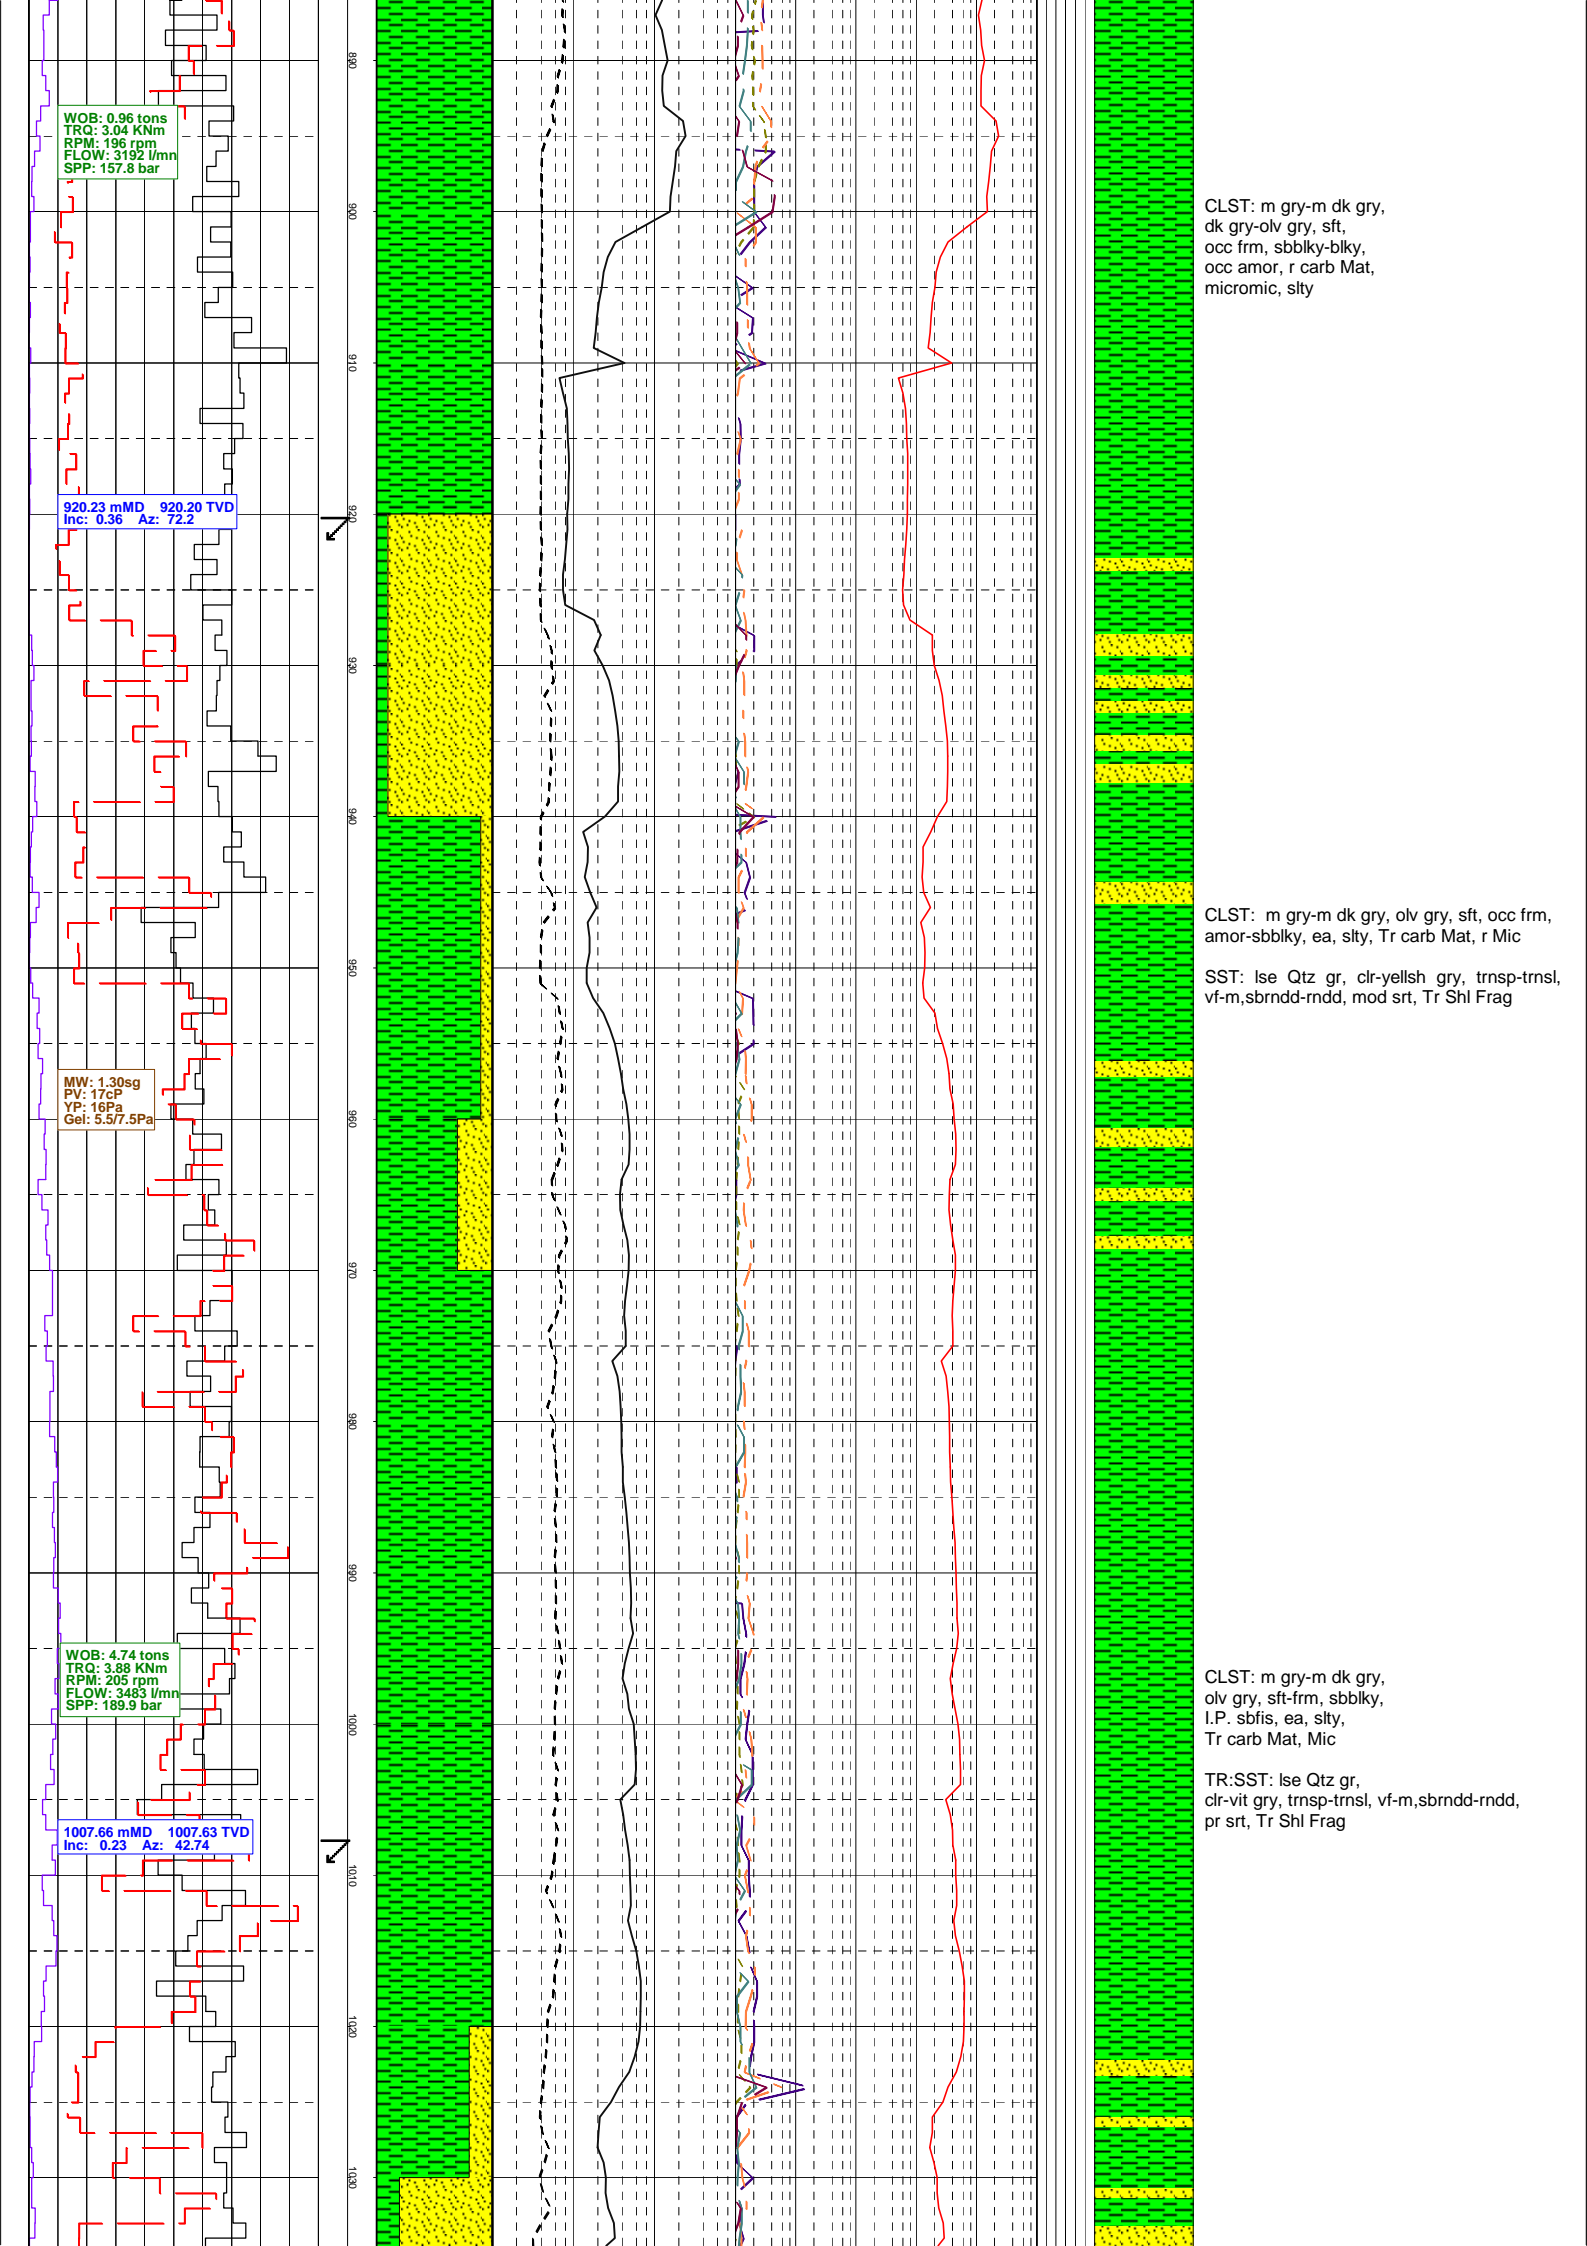 890
WOB: 0.96 tons
TRQ: 3.04 KNm
RPM: 196 rpm
FLOW: 3192 l/mn
SPP: 157.8 bar
900
CLST: m gry-m dk gry,
dk gry-olv gry, sft,
occ frm, sbblky-blky,
occ amor, r carb Mat,
micromic, slty
910
920.23 mMD 920.20 TVD
Inc: 0.36 Az: 72.2
920
930
940
CLST: m gry-m dk gry, olv gry, sft, occ frm,
amor-sbblky, ea, slty, Tr carb Mat, r Mic
SST: lse Qtz gr, clr-yellsh gry, trnsp-trnsl,
vf-m,sbrndd-rndd, mod srt, Tr Shl Frag
950
MW: 1.30sg
PV: 17cP
YP: 16Pa
Gel: 5.5/7.5Pa
960
970
980
990
WOB: 4.74 tons
TRQ: 3.88 KNm
RPM: 205 rpm
FLOW: 3483 l/mn
SPP: 189.9 bar
CLST: m gry-m dk gry,
olv gry, sft-frm, sbblky,
I.P. sbfis, ea, slty,
Tr carb Mat, Mic
1000
TR:SST: lse Qtz gr,
clr-vit gry, trnsp-trnsl, vf-m,sbrndd-rndd,
pr srt, Tr Shl Frag
1007.66 mMD 1007.63 TVD
Inc: 0.23 Az: 42.74
1010
1020
1030